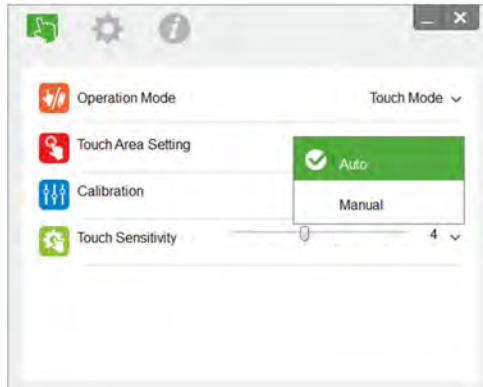 Operation Mode
Touch Mode
Touch Area Setting
Auto
Calibration
Manual
Touch Sensitivity
4